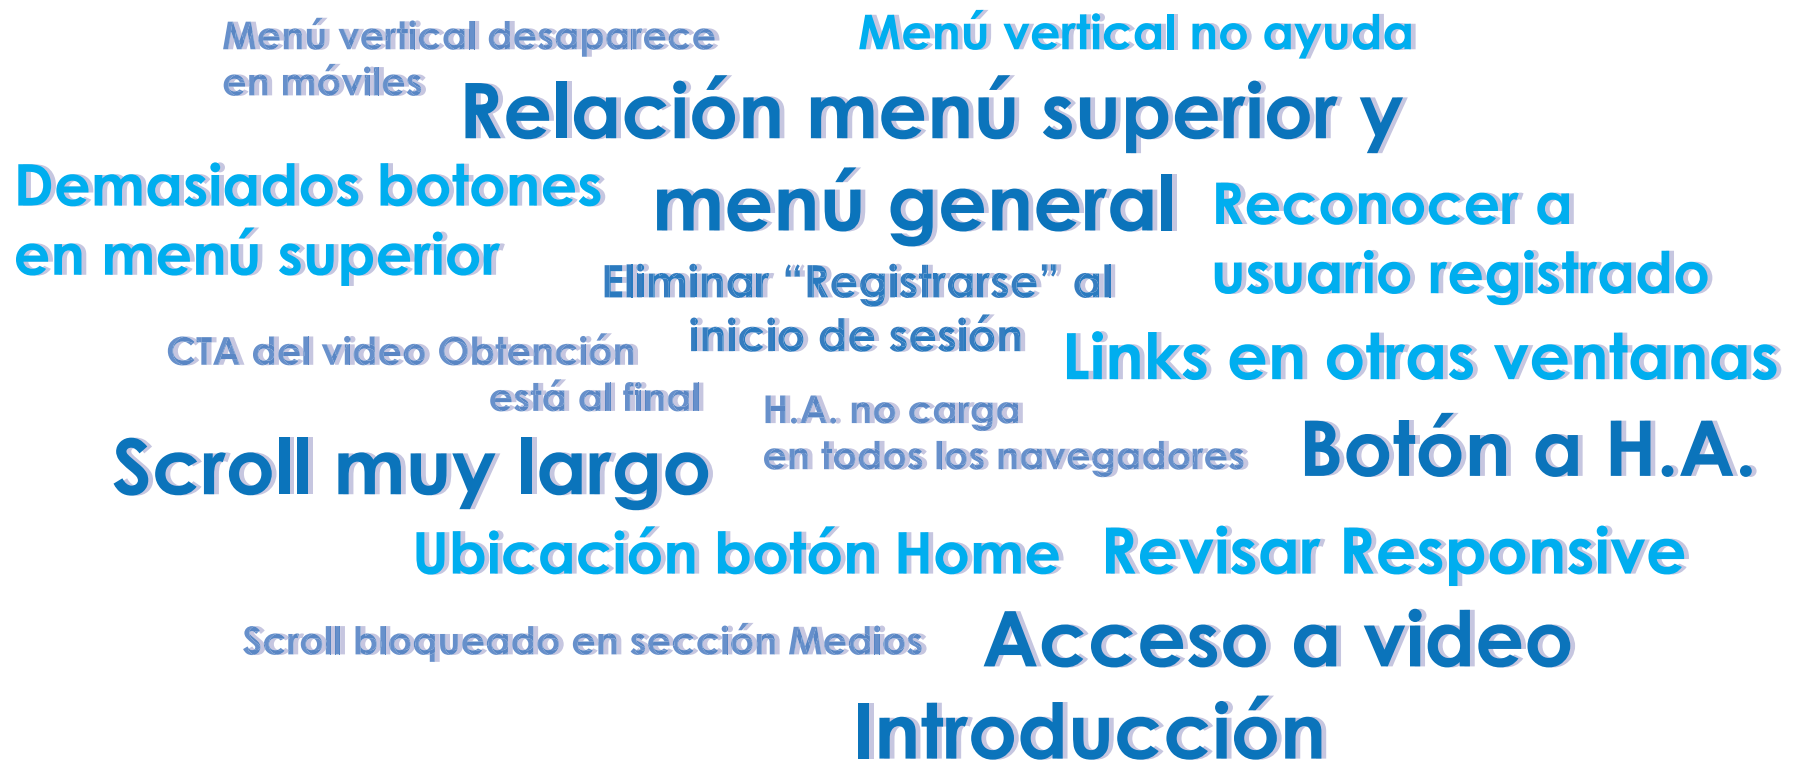 Menú vertical desaparece
en móviles
Menú vertical no ayuda
Relación menú superior y
menú general
Demasiados botones
en menú superior
Reconocer a
usuario registrado
Eliminar “Registrarse” al
inicio de sesión
CTA del video Obtención
está al final
Links en otras ventanas
H.A. no carga
en todos los navegadores
Scroll muy largo
Botón a H.A.
Ubicación botón Home
Revisar Responsive
Scroll bloqueado en sección Medios
Acceso a video
Introducción